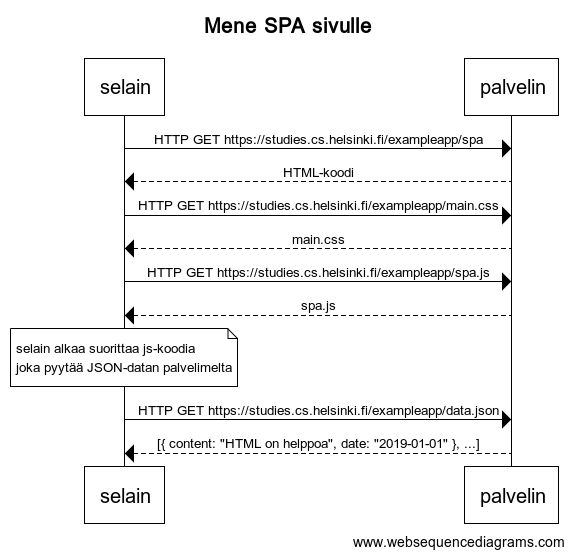 Mene SPA sivulle
selain
palvelin
HTTP GET https://studies.cs.helsinki.fi/exampleapp/spa
HTML-koodi
HTTP GET https://studies.cs.helsinki.fi/exampleapp/main.css
main.css
HTTP GET https://studies.cs.helsinki.fi/exampleapp/spa.js
spa.js
selain alkaa suorittaa js-koodia
joka pyytää JSON-datan palvelimelta
HTTP GET https://studies.cs.helsinki.fi/exampleapp/data.json
[{ content: "HTML on helppoa", date: "2019-01-01" }, ...]
selain
palvelin
www.websequencediagrams.com